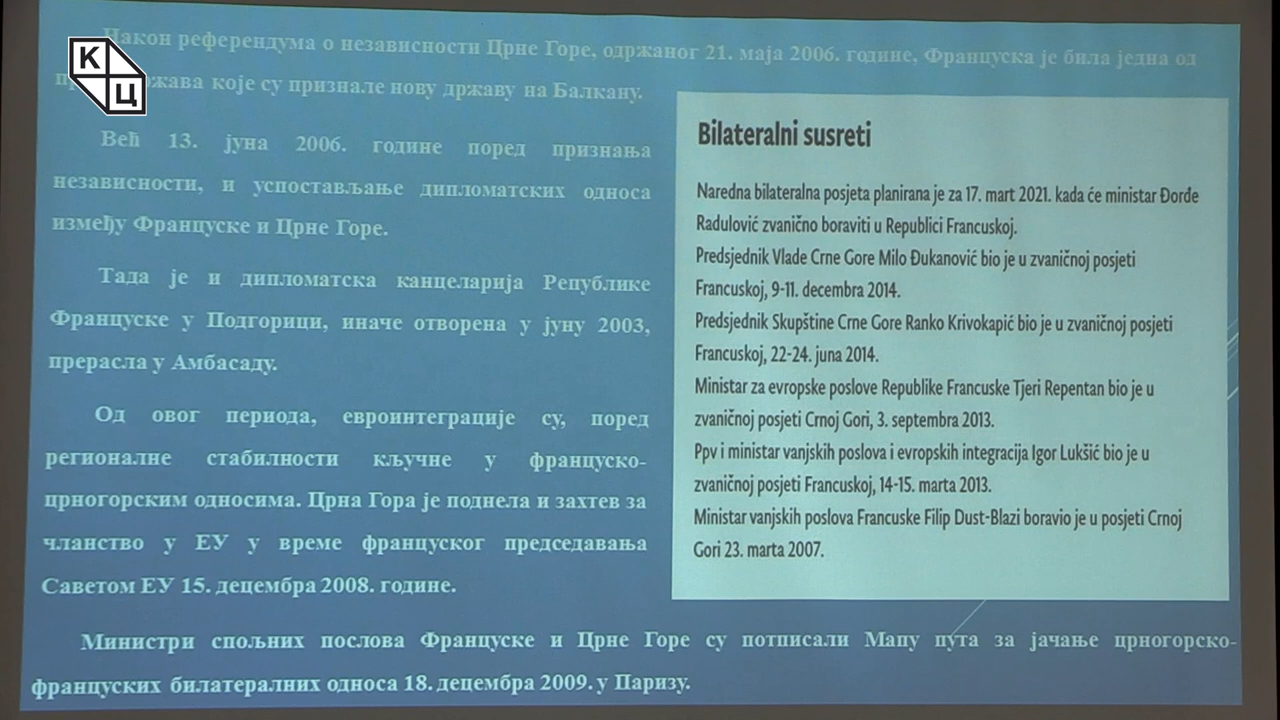 К
Ц
Након референдума о независности Црне Горе, одржаног 21. маја 2006. године, Француска је била једна од
које су признале нову државу на Балкану.
Већ 13. јуна 2006. године поред признања
независности, и успостављање дипломатских односа
између Француске и Црне Горе.
Тада је и дипломатска канцеларија Републике
Француске у Подгорици, иначе отворена у јуну 2003,
прерасла у Амбасаду.
Од овог периода, евроинтеграције су, поред
регионалне стабилности кључне у француско-
црногорским односима. Црна Гора је поднела и захтев за
чланство у ЕУ у време француског председавања
Саветом ЕУ 15. децембра 2008. године.
Bilateralni susreti
Naredna bilateralna posjeta planirana je za 17. mart 2021. kada će ministar Đorđe
Radulović zvanično boraviti u Republici Francuskoj.
Predsjednik Vlade Crne Gore Milo Đukanović bio je u zvaničnoj posjeti
Francuskoj, 9-11. decembra 2014.
Predsjednik Skupštine Crne Gore Ranko Krivokapić bio je u zvaničnoj posjeti
Francuskoj, 22-24. juna 2014.
Ministar za evropske poslove Republike Francuske Tjeri Repentan bio je u
zvaničnoj posjeti Crnoj Gori, 3. septembra 2013.
Ppv i ministar vanjskih poslova i evropskih integracija Igor Lukšić bio je u
zvaničnoj posjeti Francuskoj, 14-15. marta 2013.
Ministar vanjskih poslova Francuske Filip Dust-Blazi boravio je u posjeti Crnoj
Gori 23. marta 2007.
Министри спољних послова Француске и Црне Горе су потписали Мапу пута за јачање црногорско-
француских билатералних односа 18. децембра 2009. у Паризу.